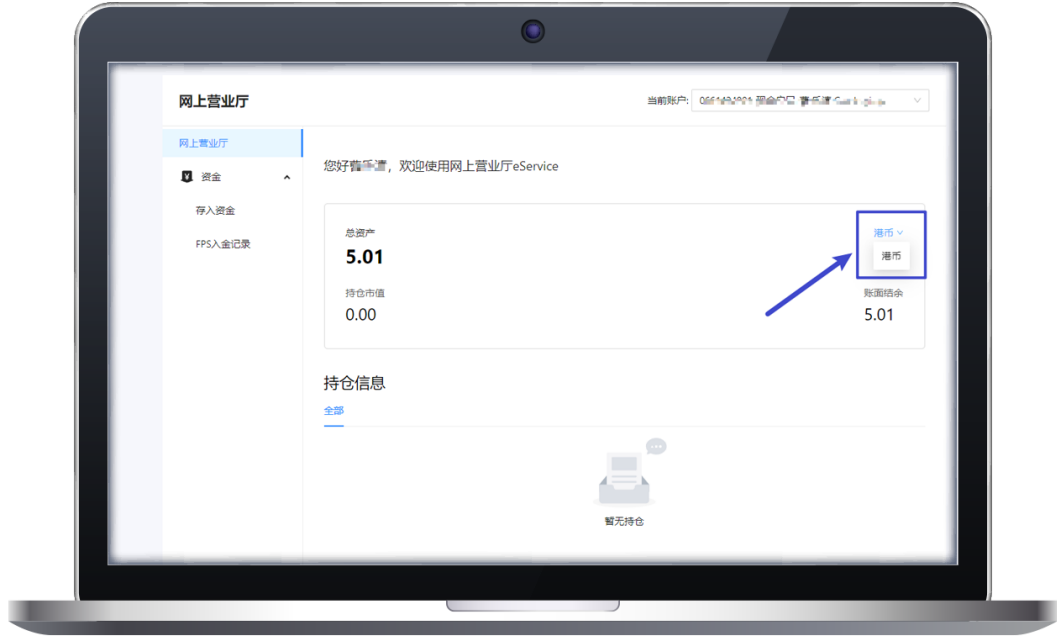 网上营业厅
当前账户:
网上营业厅
资金
存入资金
FPS入金记录
您好，欢迎使用网上营业厅eService
总资产
5.01
持仓市值
0.00
港币
港币
账面结余
5.01
持仓信息
全部
暂无持仓